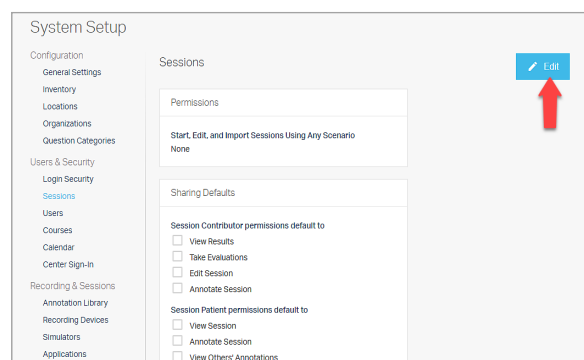 System Setup
Configuration
General Settings
Inventory
Locations
Organizations
Question Categories
Users & Security
Login Security
Sessions
Users
Courses
Calendar
Center Sign-In
Recording & Sessions
Annotation Library
Recording Devices
Simulators
Applications
Sessions
Edit
Permissions
Start, Edit, and Import Sessions Using Any Scenario
None
Sharing Defaults
Session Contributor permissions default to
View Results
Take Evaluations
Edit Session
Annotate Session
Session Patient permissions default to
View Session
Annotate Session
View Others' Annotations